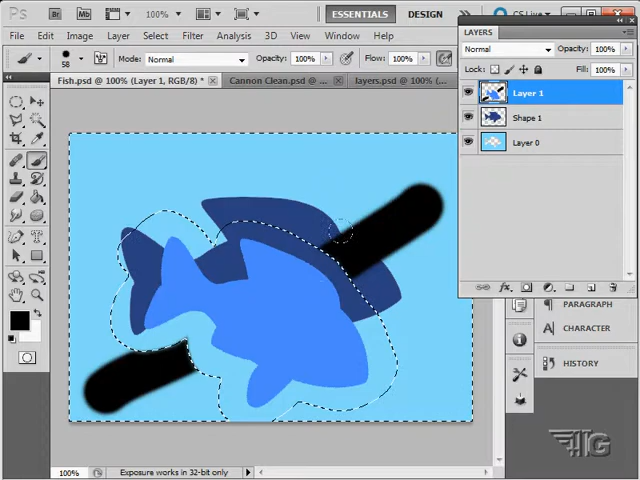 Ps Br Mb 100% ESSENTIALS DESIGN CS Live
File Edit Image Layer Select Filter Analysis 3D View Window Help
58 Mode: Normal Opacity: 100% Flow: 100%
Fish.psd @ 100% (Layer 1, RGB/8) * Cannon Clean.psd @ 100% (... layers.psd @ 100% (...
LAYERS
Normal Opacity: 100%
Lock: Fill: 100%
Layer 1
Shape 1
Layer 0
fx
T
PARAGRAPH
A CHARACTER
HISTORY
100% Exposure works in 32-bit only